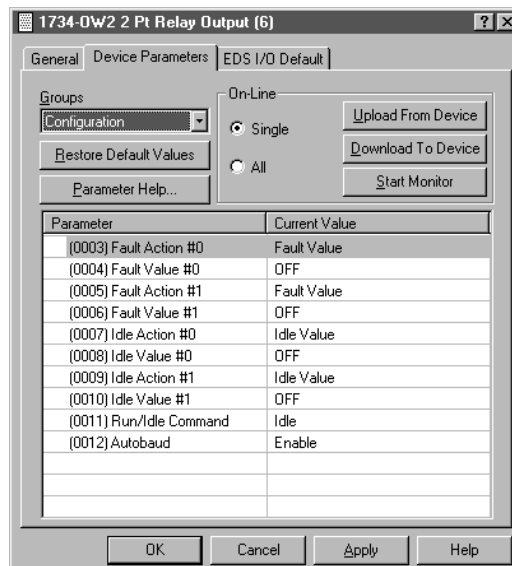 1734-OW2 2 Pt Relay Output (6)
General Device Parameters EDS I/O Default
Groups
Configuration
Restore Default Values
Parameter Help...
On-Line
Single
All
Upload From Device
Download To Device
Start Monitor
Parameter Current Value
(0003) Fault Action #0 Fault Value
(0004) Fault Value #0 OFF
(0005) Fault Action #1 Fault Value
(0006) Fault Value #1 OFF
(0007) Idle Action #0 Idle Value
(0008) Idle Value #0 OFF
(0009) Idle Action #1 Idle Value
(0010) Idle Value #1 OFF
(0011) Run/Idle Command Idle
(0012) Autobaud Enable
OK Cancel Apply Help